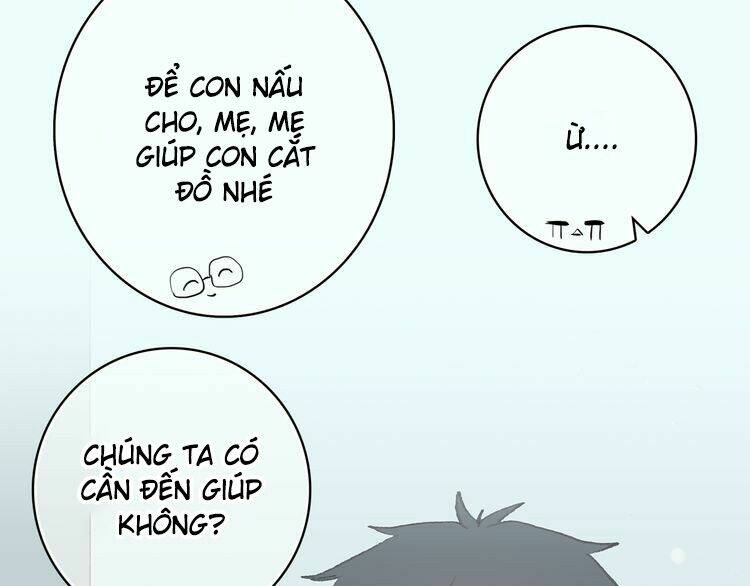 ĐỂ CON NẤU
CHO, MẸ, MẸ
GIÚP CON CẮT
ĐỒ NHÉ
Ừ....
CHÚNG TA CÓ
CẦN ĐẾN GIÚP
KHÔNG?